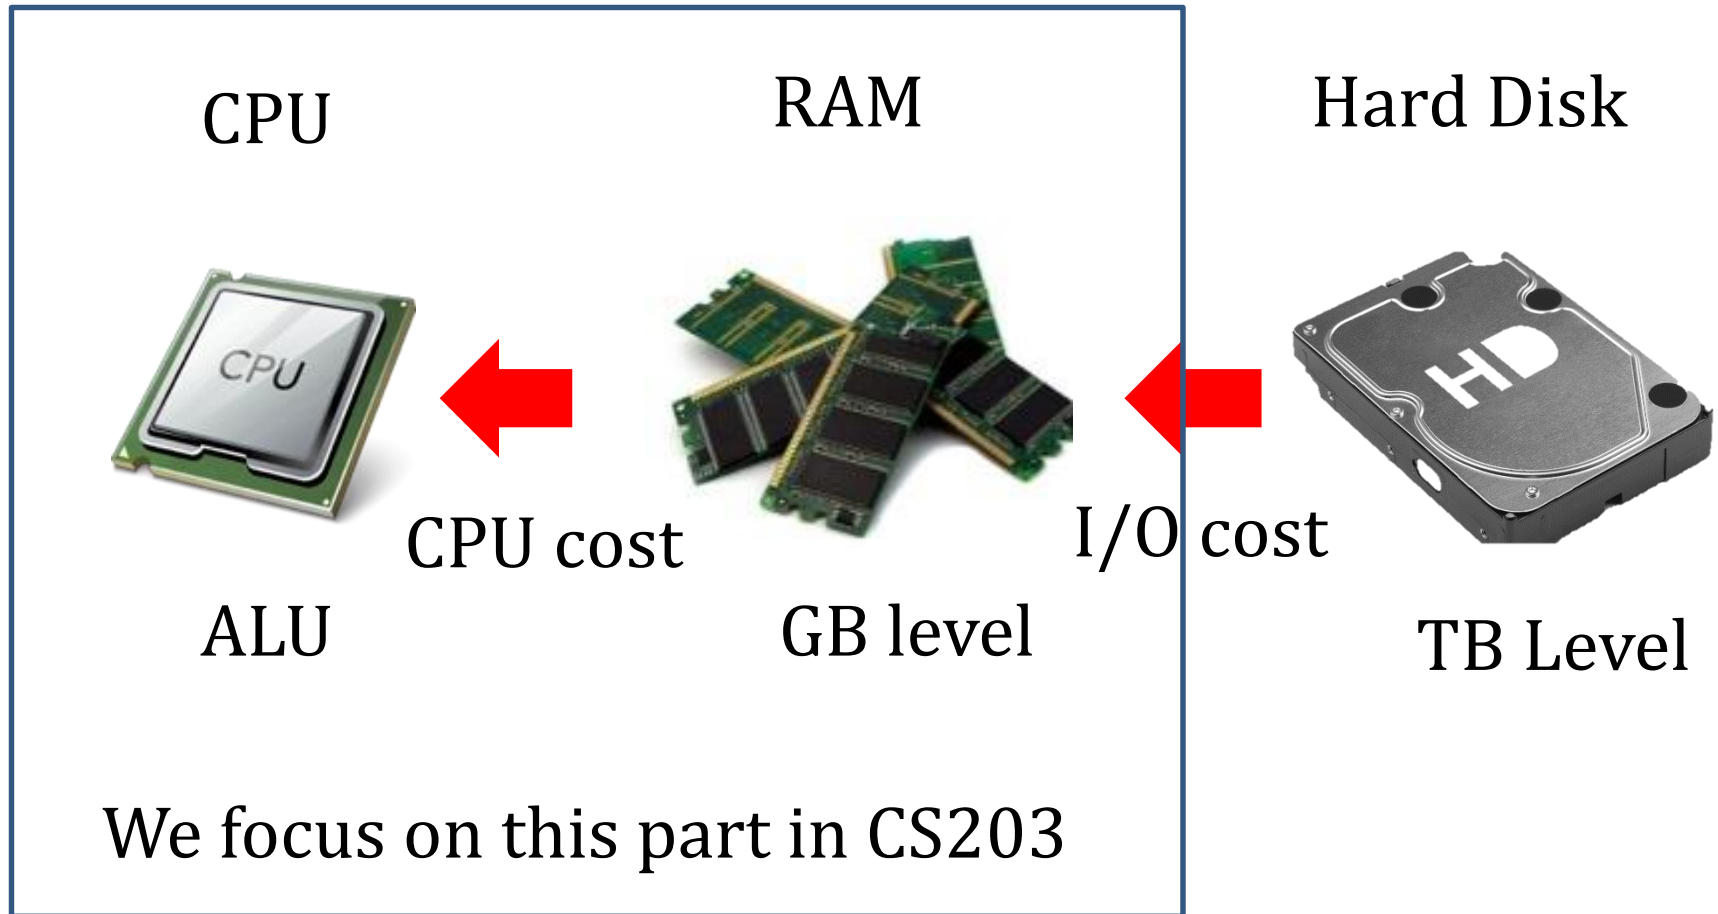 CPU
RAM
Hard Disk
CPU
HD
CPU cost
I/O cost
ALU
GB level
TB Level
We focus on this part in CS203